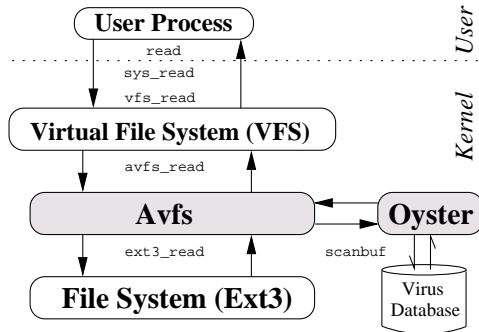 User Process
User
read
sys_read
vfs_read
Kernel
Virtual File System (VFS)
avfs_read
Avfs
Oyster
ext3_read
scanbuf
File System (Ext3)
Virus
Database